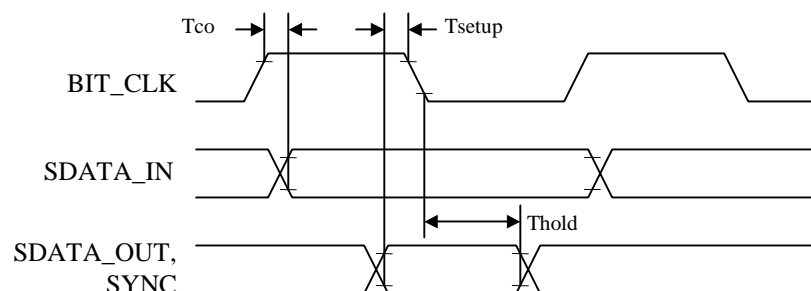 Tco
Tsetup
BIT_CLK
SDATA_IN
Thold
SDATA_OUT,
SYNC